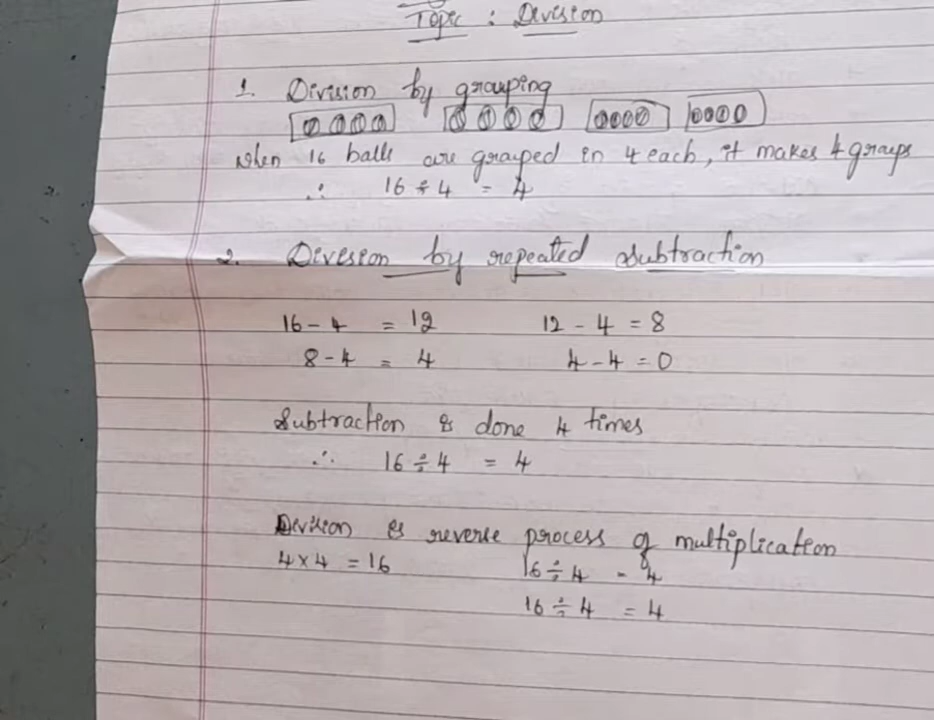 Topic : Division
1. Division by grouping
When 16 balls are grouped in 4 each, it makes 4 groups
∴ 16 ÷ 4 = 4
2. Division by repeated subtraction
16 - 4 = 12 12 - 4 = 8
8 - 4 = 4 4 - 4 = 0
Subtraction is done 4 times
∴ 16 ÷ 4 = 4
Division is reverse process of multiplication
4 × 4 = 16 16 ÷ 4 = 4
16 ÷ 4 = 4